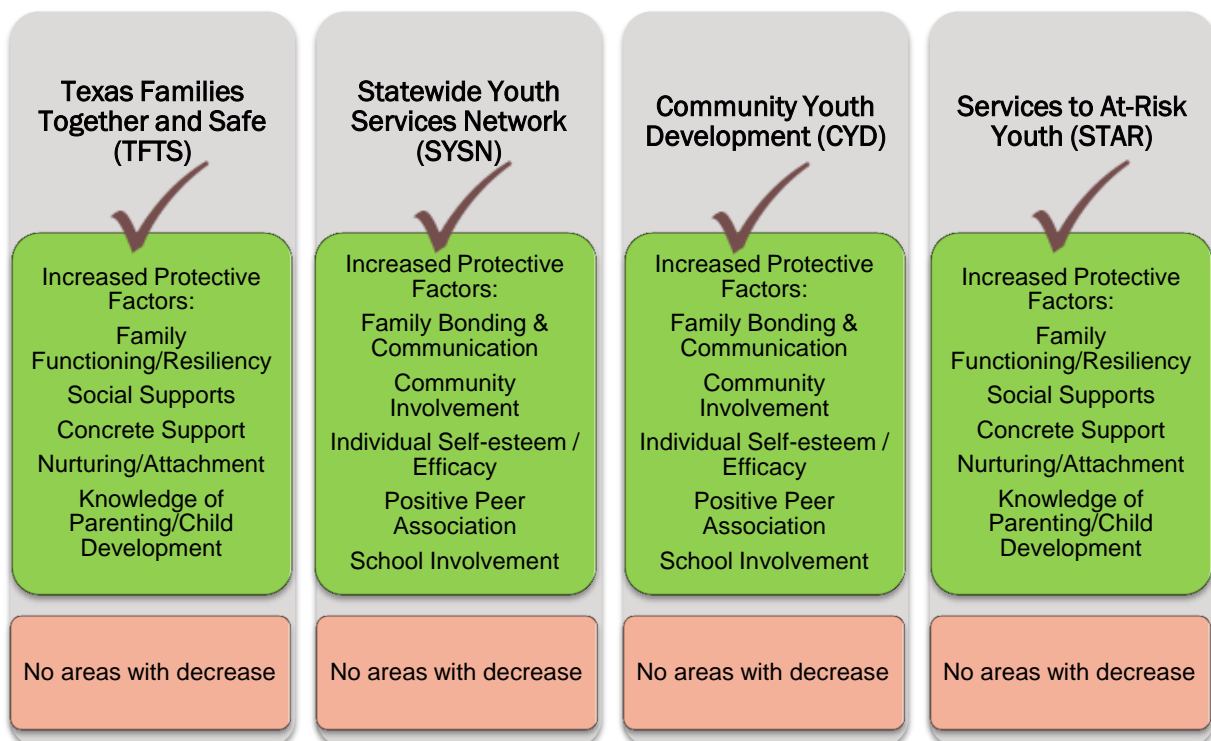 Texas Families
Together and Safe
(TFTS)
Increased Protective
Factors:
Family
Functioning/Resiliency
Social Supports
Concrete Support
Nurturing/Attachment
Knowledge of
Parenting/Child
Development
No areas with decrease
Statewide Youth
Services Network
(SYSN)
Increased Protective
Factors:
Family Bonding &
Communication
Community
Involvement
Individual Self-esteem /
Efficacy
Positive Peer
Association
School Involvement
No areas with decrease
Community Youth
Development (CYD)
Increased Protective
Factors:
Family Bonding &
Communication
Community
Involvement
Individual Self-esteem /
Efficacy
Positive Peer
Association
School Involvement
No areas with decrease
Services to At-Risk
Youth (STAR)
Increased Protective
Factors:
Family
Functioning/Resiliency
Social Supports
Concrete Support
Nurturing/Attachment
Knowledge of
Parenting/Child
Development
No areas with decrease